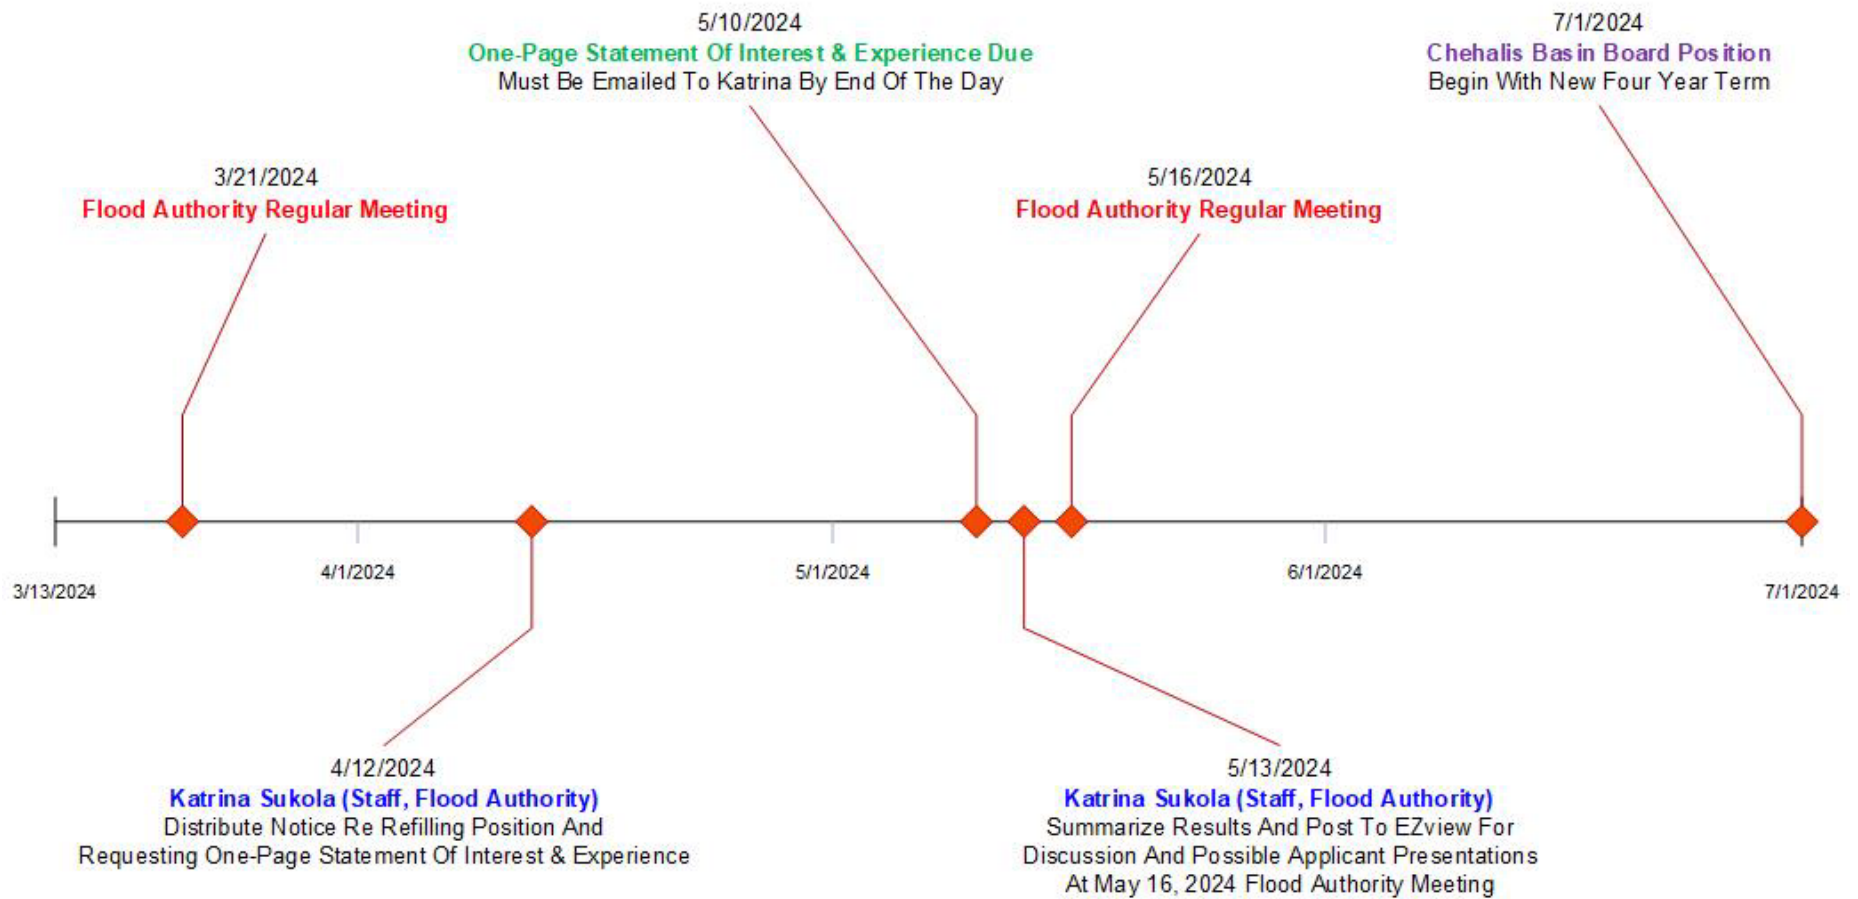 5/10/2024
One-Page Statement Of Interest & Experience Due
Must Be Emailed To Katrina By End Of The Day
7/1/2024
Chehalis Basin Board Position
Begin With New Four Year Term
3/21/2024
Flood Authority Regular Meeting
5/16/2024
Flood Authority Regular Meeting
3/13/2024
4/1/2024
5/1/2024
6/1/2024
7/1/2024
4/12/2024
Katrina Sukola (Staff, Flood Authority)
Distribute Notice Re Refilling Position And
Requesting One-Page Statement Of Interest & Experience
5/13/2024
Katrina Sukola (Staff, Flood Authority)
Summarize Results And Post To EZview For
Discussion And Possible Applicant Presentations
At May 16, 2024 Flood Authority Meeting